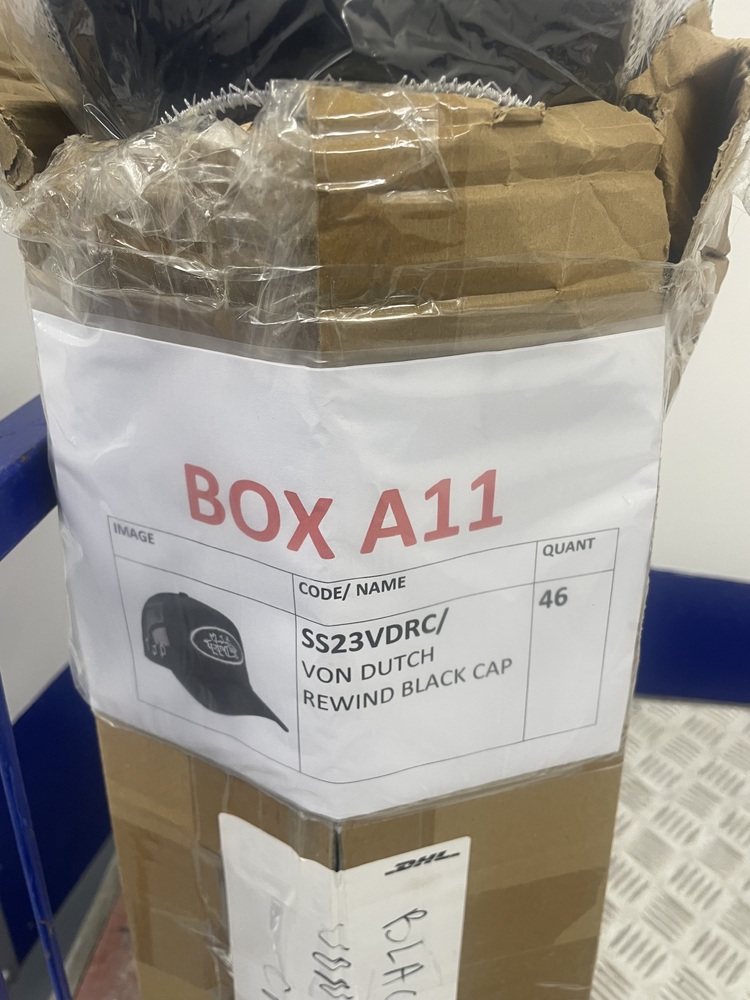 BOX A11
IMAGE
CODE/ NAME
QUANT
SS23VDRC/
VON DUTCH
REWIND BLACK CAP
46
DHL